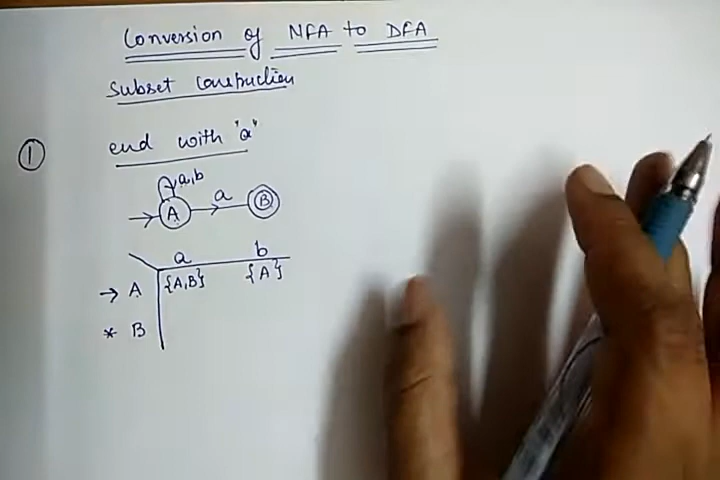 Conversion of NFA to DFA
Subset Construction
① end with "a"
a,b
A a B
a b
→ A {A,B} {A}
* B